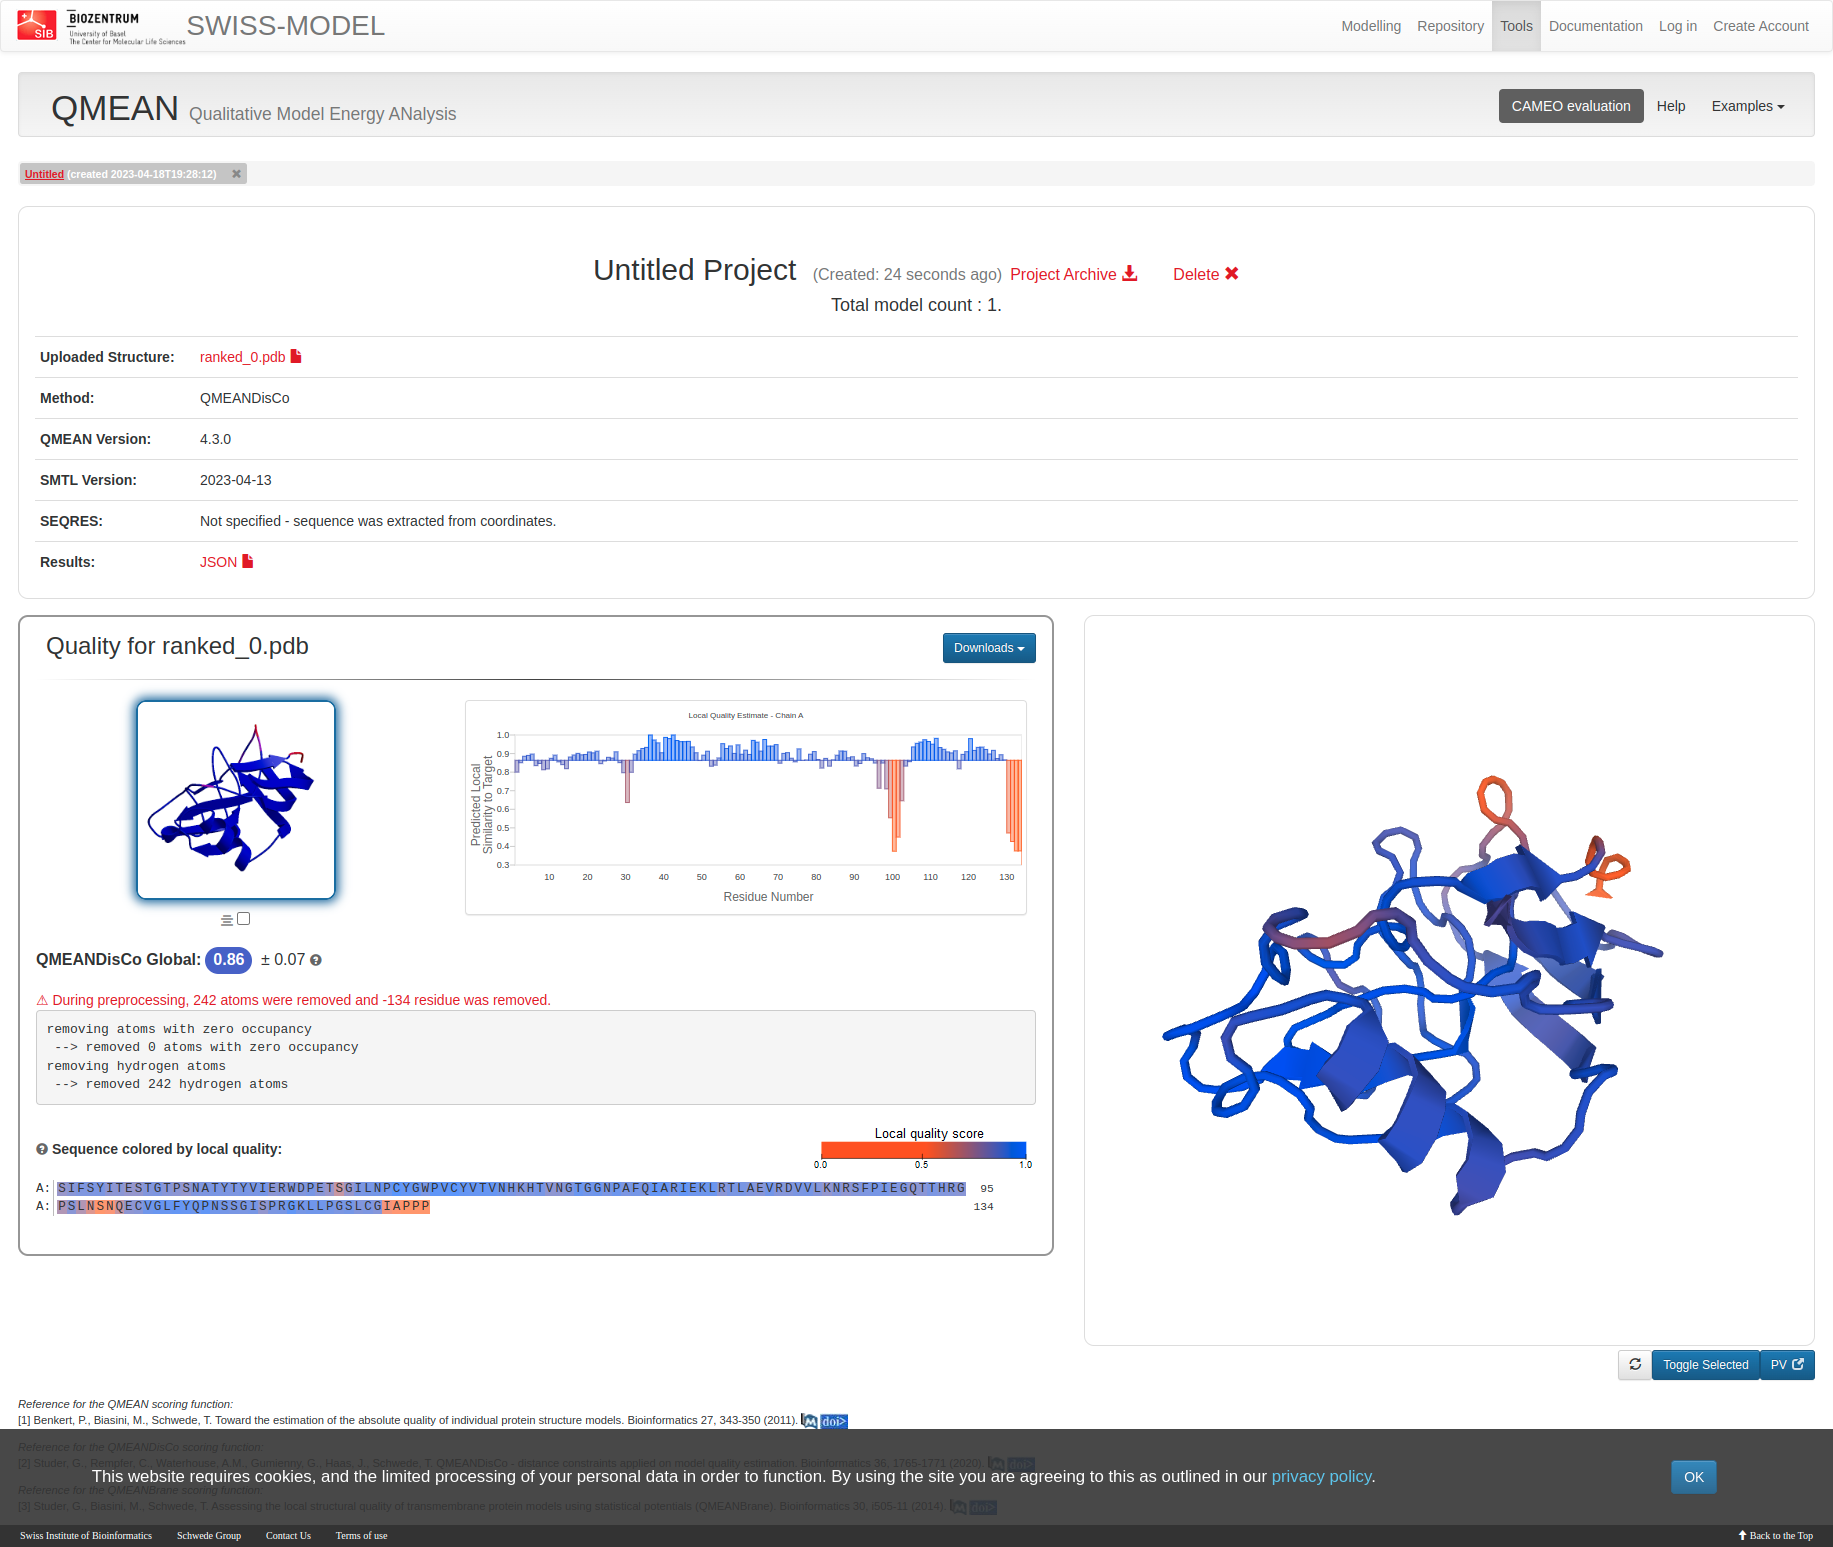 SIB
BIOZENTRUM
University of Basel
The Center for Molecular Life Sciences
SWISS-MODEL
Modelling Repository Tools Documentation Log in Create Account
QMEAN Qualitative Model Energy ANalysis
CAMEO evaluation Help Examples
Untitled (created 2023-04-18T19:28:12) ✖
Untitled Project (Created: 24 seconds ago) Project Archive Delete ✖
Total model count : 1.
Uploaded Structure: ranked_0.pdb
Method: QMEANDisCo
QMEAN Version: 4.3.0
SMTL Version: 2023-04-13
SEQRES: Not specified - sequence was extracted from coordinates.
Results: JSON
Quality for ranked_0.pdb
Downloads
Local Quality Estimate - Chain A
Predicted Local
Similarity to Target
1.0
0.9
0.8
0.7
0.6
0.5
0.4
0.3
10 20 30 40 50 60 70 80 90 100 110 120 130
Residue Number
QMEANDisCo Global: 0.86 ± 0.07
⚠ During preprocessing, 242 atoms were removed and -134 residue was removed.
removing atoms with zero occupancy
--> removed 0 atoms with zero occupancy
removing hydrogen atoms
--> removed 242 hydrogen atoms
Sequence colored by local quality:
Local quality score
0.0 0.5 1.0
A: SIFSYITESTGTPSNATYTYVIERWDPETSGILNPCYGWPVCYVTVNHKHTVNGTGGNPAFQIARIEKLRTLAEVRDVVLKNRSFPIEGQTTHRG 95
A: PSLNSNQECVGLFYQPNSSGISPRGKLLPGSLCGIAPPP 134
Toggle Selected PV
Reference for the QMEAN scoring function:
[1] Benkert, P., Biasini, M., Schwede, T. Toward the estimation of the absolute quality of individual protein structure models. Bioinformatics 27, 343-350 (2011). M doi>
Reference for the QMEANDisCo scoring function:
[2] Studer, G., Rempfer, C., Waterhouse, A.M., Gumienny, G., Haas, J., Schwede, T. QMEANDisCo - distance constraints applied on model quality estimation. Bioinformatics 36, 1765-1771 (2020). M doi>
This website requires cookies, and the limited processing of your personal data in order to function. By using the site you are agreeing to this as outlined in our privacy policy.
OK
Reference for the QMEANBrane scoring function:
[3] Studer, G., Biasini, M., Schwede, T. Assessing the local structural quality of transmembrane protein models using statistical potentials (QMEANBrane). Bioinformatics 30, i505-11 (2014). M doi>
Swiss Institute of Bioinformatics Schwede Group Contact Us Terms of use
Back to the Top